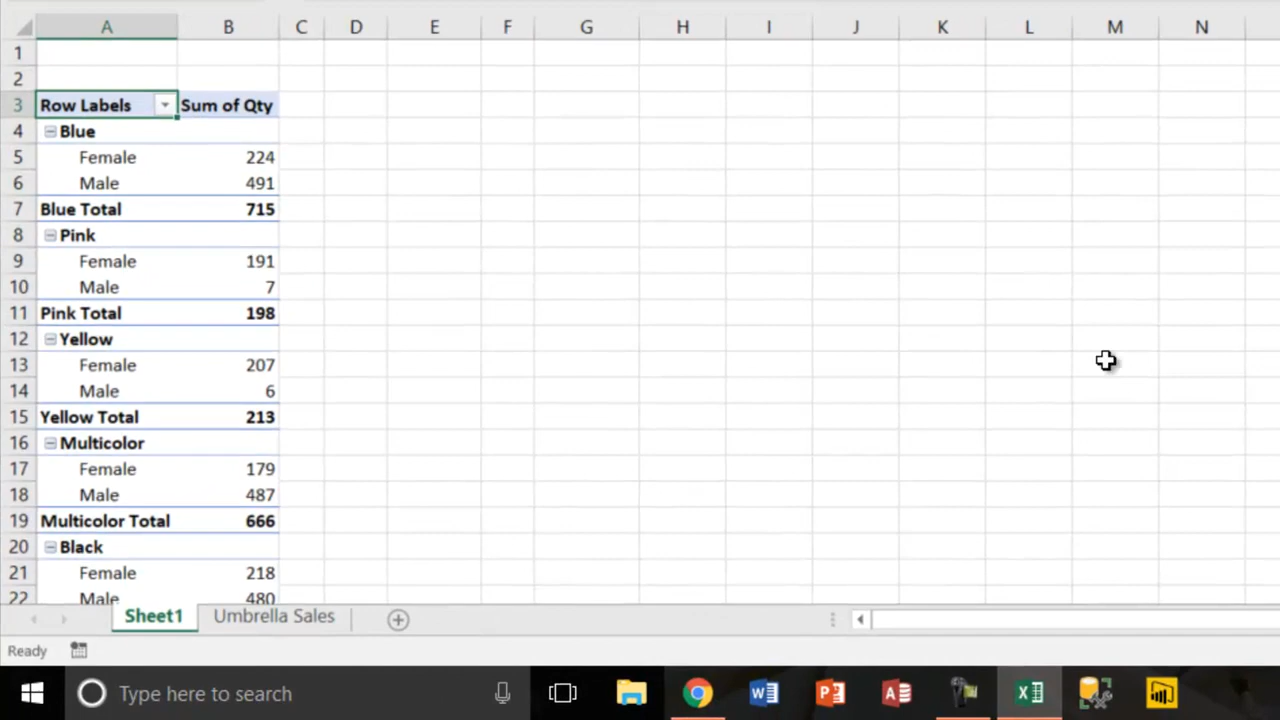 A B C D E F G H I J K L M N
1
2
3 Row Labels Sum of Qty
4 Blue
5 Female 224
6 Male 491
7 Blue Total 715
8 Pink
9 Female 191
10 Male 7
11 Pink Total 198
12 Yellow
13 Female 207
14 Male 6
15 Yellow Total 213
16 Multicolor
17 Female 179
18 Male 487
19 Multicolor Total 666
20 Black
21 Female 218
22 Male 480
Sheet1 Umbrella Sales
Ready
Type here to search